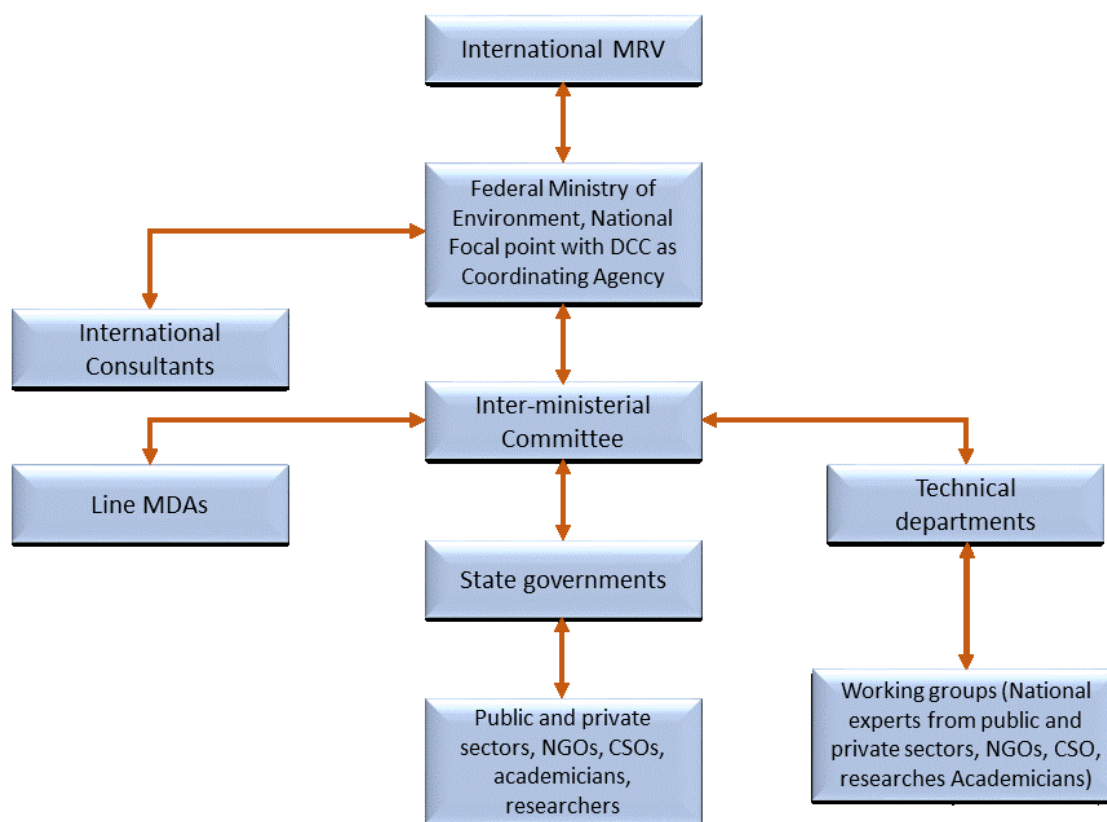 International MRV
Federal Ministry of
Environment, National
Focal point with DCC as
Coordinating Agency
International
Consultants
Inter-ministerial
Committee
Line MDAs
Technical
departments
State governments
Public and private
sectors, NGOs, CSOs,
academicians,
researchers
Working groups (National
experts from public and
private sectors, NGOs, CSO,
researches Academicians)